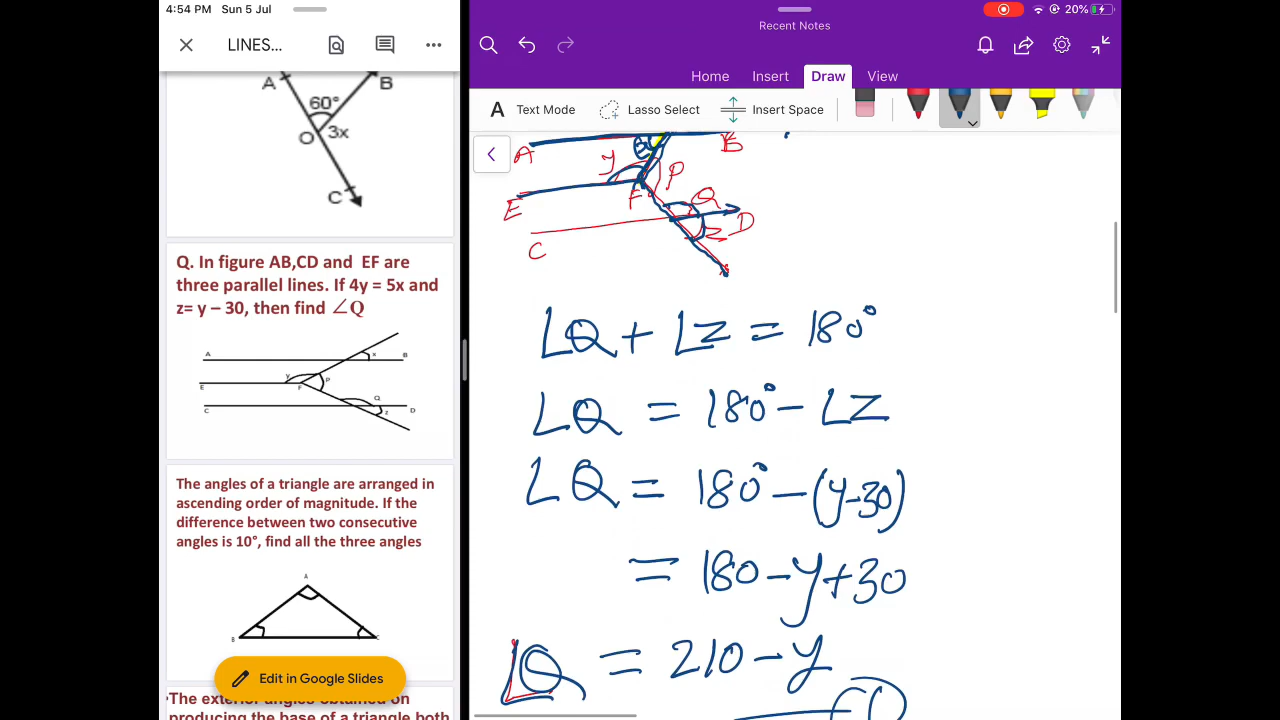 4:54 PM Sun 5 Jul
LINES...
A
B
60°
O
3x
C
Q. In figure AB,CD and EF are
three parallel lines. If 4y = 5x and
z= y – 30, then find ∠Q
A
x
B
y
P
E
F
Q
C
z
D
The angles of a triangle are arranged in
ascending order of magnitude. If the
difference between two consecutive
angles is 10°, find all the three angles
A
B
C
Edit in Google Slides
The exterior angles obtained on
producing the base of a triangle both
20%
Recent Notes
Home Insert Draw View
A Text Mode Lasso Select Insert Space
A
B
y
P
E
F
Q
C
Z
D
∠Q + ∠Z = 180°
∠Q = 180° - ∠Z
∠Q = 180° - (y-30)
= 180 - y + 30
∠Q = 210 - y